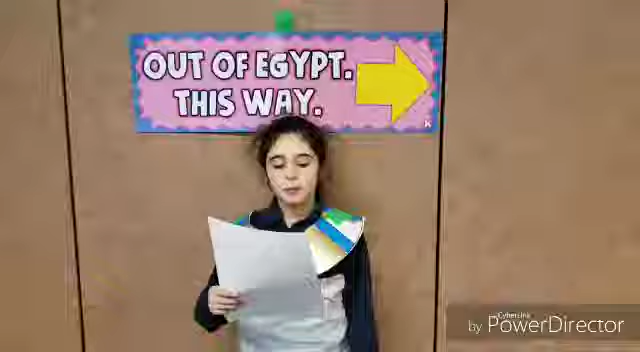 OUT OF EGYPT.
THIS WAY.
K
CyberLink
by PowerDirector